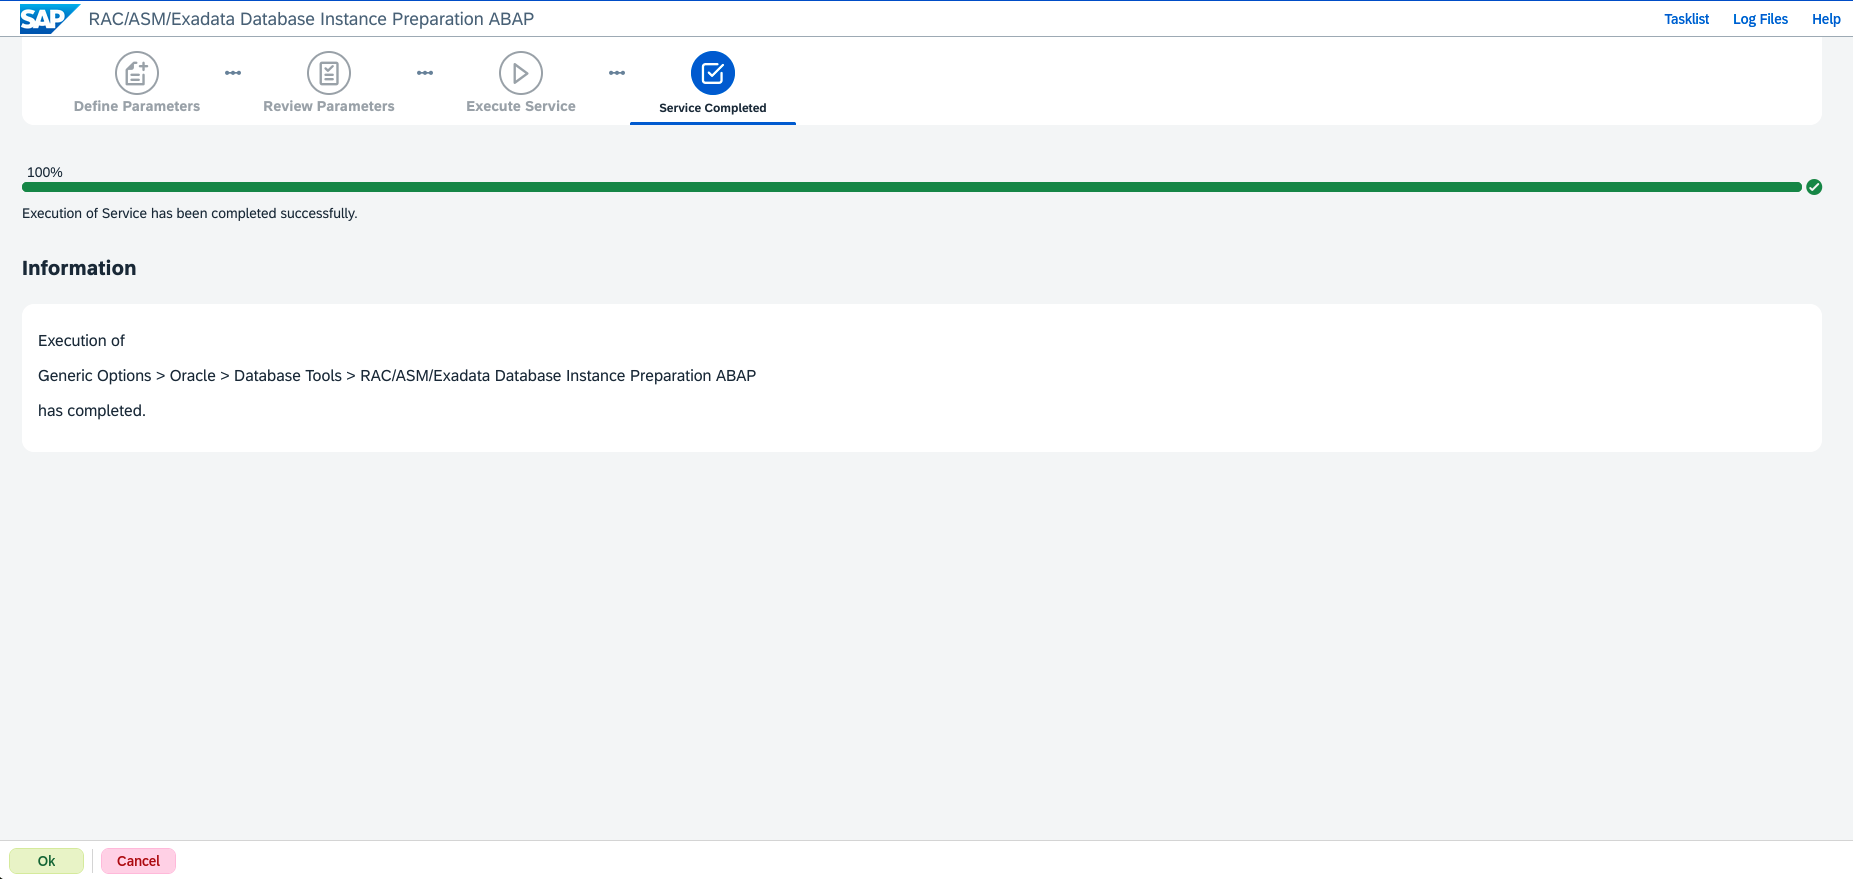 SAP RAC/ASM/Exadata Database Instance Preparation ABAP Tasklist Log Files Help
Define Parameters Review Parameters Execute Service Service Completed
100%
Execution of Service has been completed successfully.
Information
Execution of
Generic Options > Oracle > Database Tools > RAC/ASM/Exadata Database Instance Preparation ABAP
has completed.
Ok Cancel